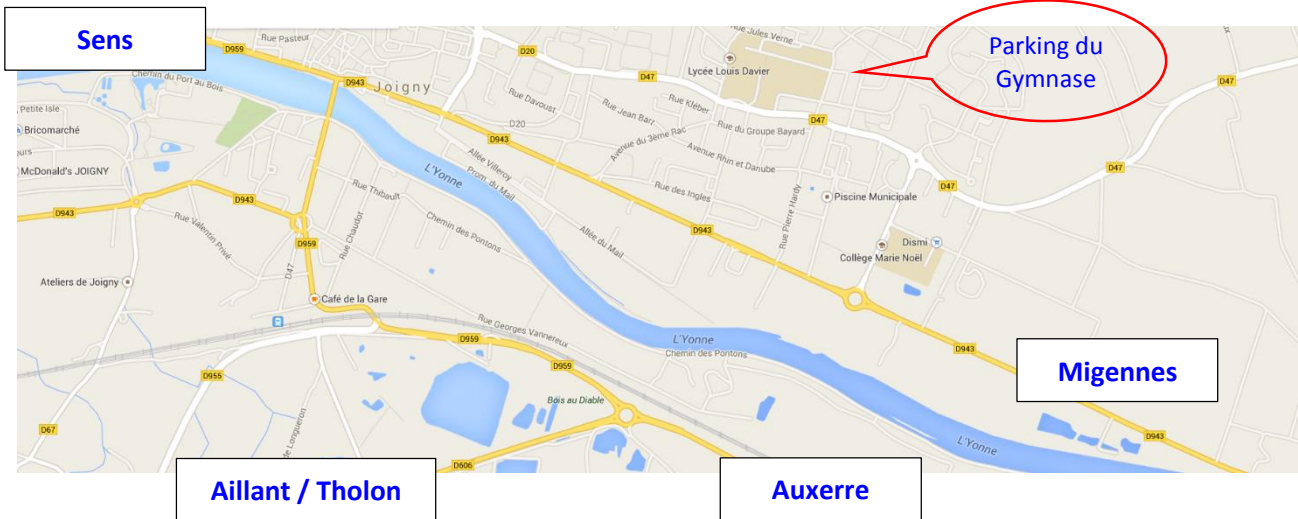 Sens
Rue Pasteur
D959
Chemin du Port au Bois
D943
Joigny
D20
D47
Rue Jules Verne
Lycée Louis Davier
Parking du
Gymnase
D47
Petite Isle
Bricomarché
McDonald's JOIGNY
Rue Davoust
D20
Rue Jean Bart
Rue Kléber
Rue du Groupe Bayard
D47
D943
Avenue du 3ème Rac
Avenue Rhin et Danube
D47
D47
Allée Villeroy
Prom. du Mail
L'Yonne
Rue Thibault
Rue des Ingles
Rue Pierre Hardy
Piscine Municipale
D943
D943
Rue Valentin Privé
D959
D47
Rue Chaudot
Chemin des Pontons
Allée du Mail
D943
Dismi
Collège Marie Noël
Ateliers de Joigny
Café de la Gare
Rue Georges Vannereux
D959
L'Yonne
Chemin des Pontons
D943
D955
D959
Bois au Diable
Migennes
D67
de Longueron
D606
L'Yonne
D943
Aillant / Tholon
Auxerre